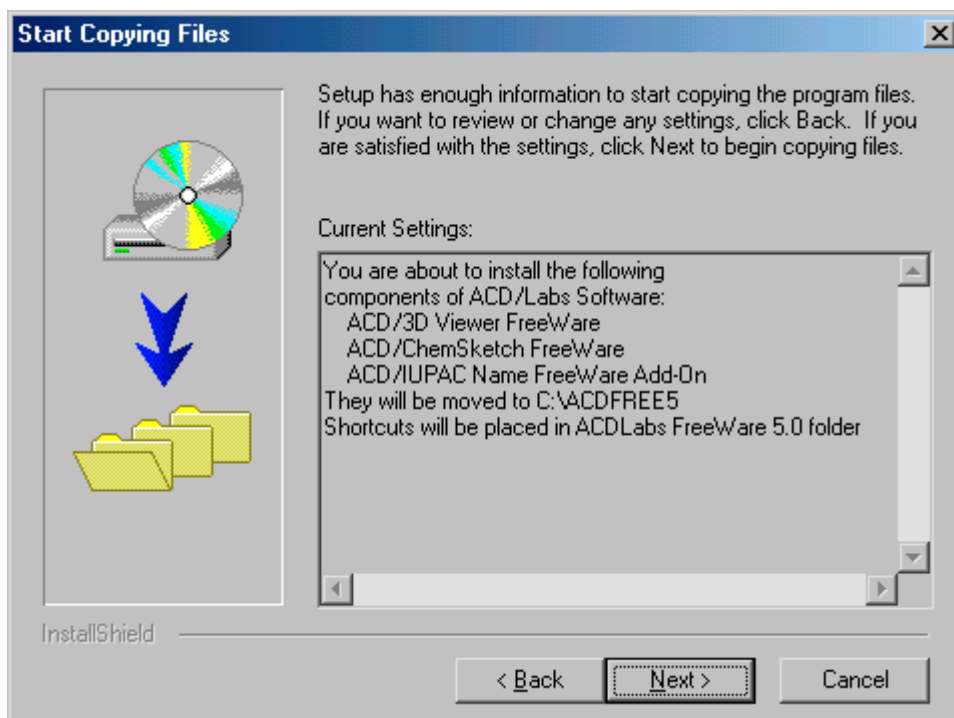 Start Copying Files
Setup has enough information to start copying the program files.
If you want to review or change any settings, click Back.  If you
are satisfied with the settings, click Next to begin copying files.
Current Settings:
You are about to install the following
components of ACD/Labs Software:
ACD/3D Viewer FreeWare
ACD/ChemSketch FreeWare
ACD/IUPAC Name FreeWare Add-On
They will be moved to C:\ACDFREE5
Shortcuts will be placed in ACDLabs FreeWare 5.0 folder
InstallShield
< Back
Next >
Cancel